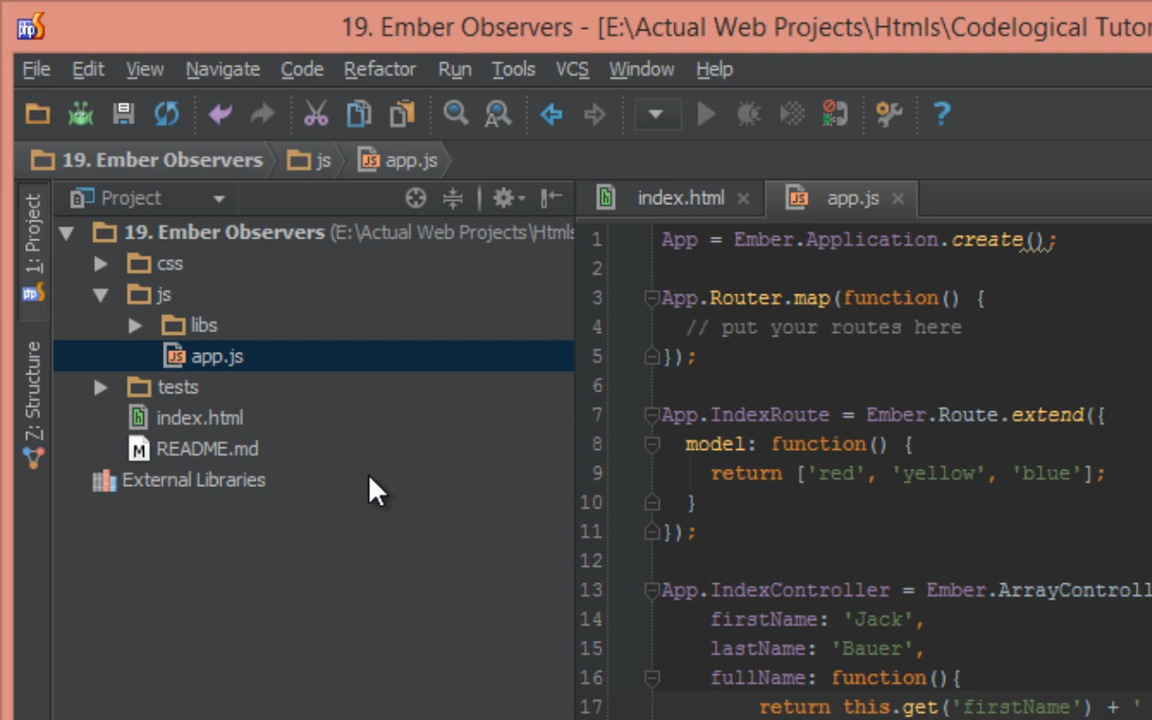 19. Ember Observers - [E:\Actual Web Projects\Htmls\Codelogical Tutor
File Edit View Navigate Code Refactor Run Tools VCS Window Help
19. Ember Observers js app.js
1: Project
Z: Structure
Project
19. Ember Observers (E:\Actual Web Projects\Htmls
css
js
libs
app.js
tests
index.html
README.md
External Libraries
index.html app.js
1 App = Ember.Application.create();
2
3 App.Router.map(function() {
4 // put your routes here
5 });
6
7 App.IndexRoute = Ember.Route.extend({
8 model: function() {
9 return ['red', 'yellow', 'blue'];
10 }
11 });
12
13 App.IndexController = Ember.ArrayControll
14 firstName: 'Jack',
15 lastName: 'Bauer',
16 fullName: function(){
17 return this.get('firstName') + '